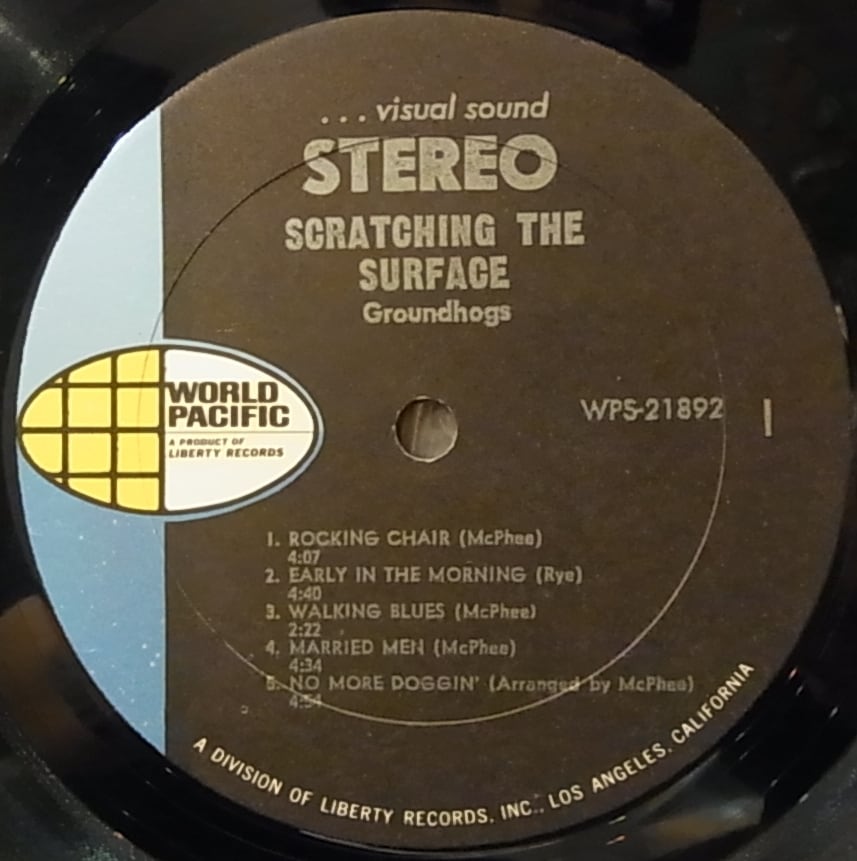 . . . visual sound
STEREO
SCRATCHING THE
SURFACE
Groundhogs
WORLD
PACIFIC
A PRODUCT OF
LIBERTY RECORDS
WPS-21892
1. ROCKING CHAIR (McPhee)
4:07
2. EARLY IN THE MORNING (Rye)
4:40
3. WALKING BLUES (McPhee)
2:22
4. MARRIED MEN (McPhee)
4:34
5. NO MORE DOGGIN' (Arranged by McPhee)
4:54
A DIVISION OF LIBERTY RECORDS, INC., LOS ANGELES, CALIFORNIA